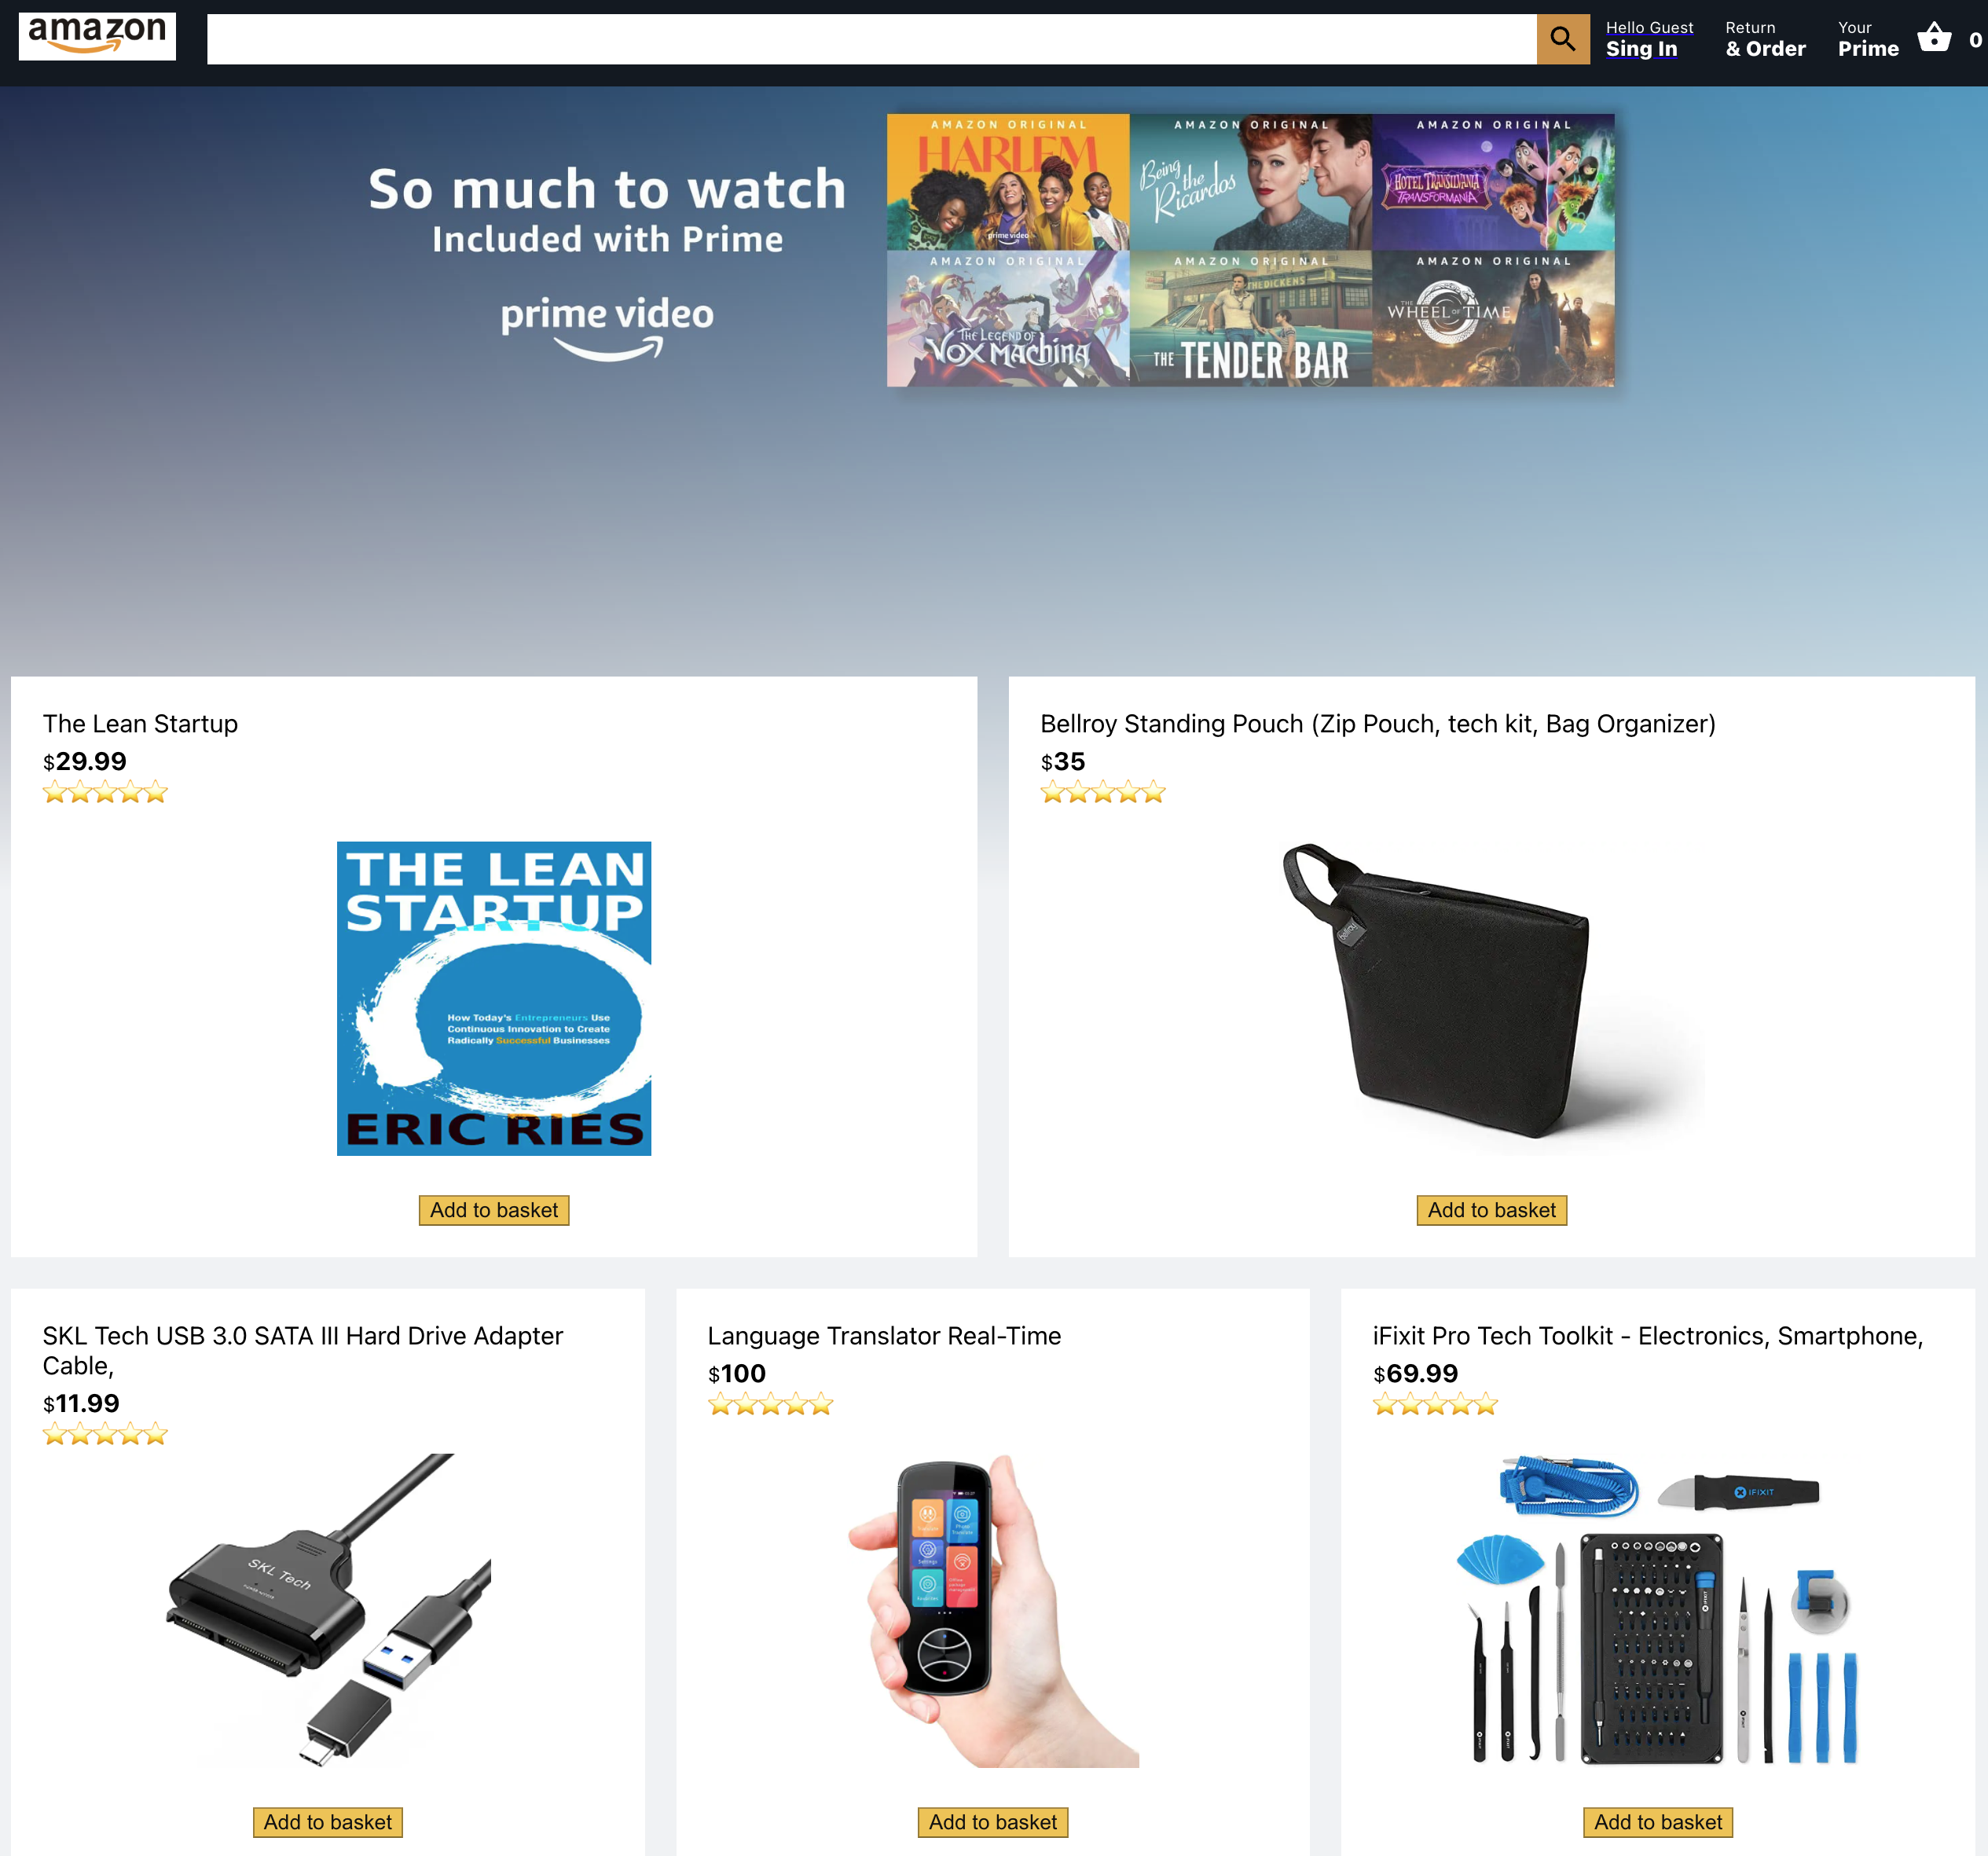 amazon
Hello Guest
Sing In
Return
& Order
Your
Prime
0
So much to watch
Included with Prime
prime video
AMAZON ORIGINAL
HARLEM
prime video
AMAZON ORIGINAL
Being the Ricardos
AMAZON ORIGINAL
HOTEL TRANSYLVANIA
TRANSFORMANIA
AMAZON ORIGINAL
THE LEGEND OF
VOX MACHINA
AMAZON ORIGINAL
THE DICKENS
THE TENDER BAR
AMAZON ORIGINAL
THE
WHEEL OF TIME
The Lean Startup
$29.99
THE LEAN
STARTUP
How Today's Entrepreneurs Use
Continuous Innovation to Create
Radically Successful Businesses
ERIC RIES
Add to basket
Bellroy Standing Pouch (Zip Pouch, tech kit, Bag Organizer)
$35
bellroy
Add to basket
SKL Tech USB 3.0 SATA III Hard Drive Adapter
Cable,
$11.99
SKL Tech
Add to basket
Language Translator Real-Time
$100
Settings
Add to basket
iFixit Pro Tech Toolkit - Electronics, Smartphone,
$69.99
IFIXIT
Add to basket